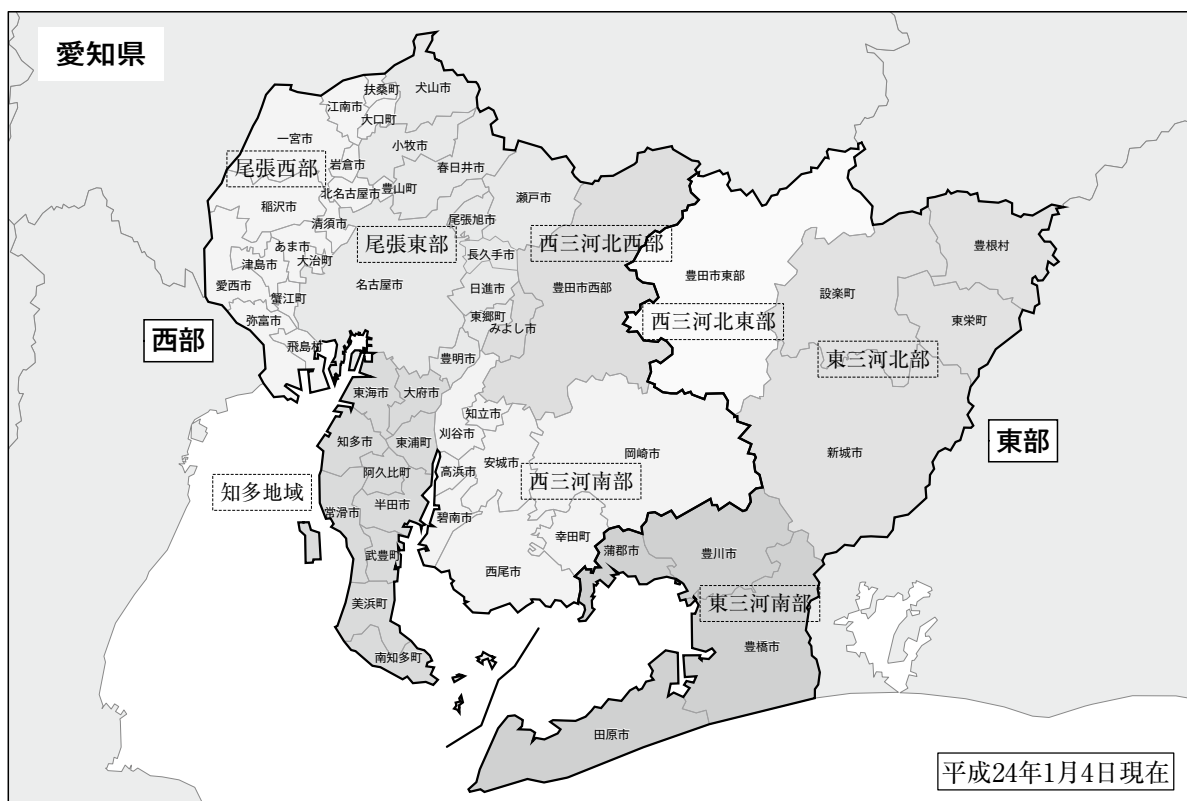 愛知県
扶桑町
犬山市
江南市
大口町
一宮市
小牧市
尾張西部
岩倉市
春日井市
北名古屋市
豊山町
瀬戸市
稲沢市
清須市
尾張旭市
尾張東部
西三河北西部
あま市
長久手市
津島市
大治町
豊田市東部
豊根村
愛西市
名古屋市
日進市
豊田市西部
設楽町
蟹江町
弥富市
東郷町
みよし市
西三河北東部
東栄町
西部
飛島村
豊明市
東三河北部
東海市
大府市
知立市
刈谷市
東部
知多市
東浦町
岡崎市
新城市
高浜市
安城市
阿久比町
西三河南部
知多地域
半田市
常滑市
碧南市
幸田町
蒲郡市
豊川市
武豊町
西尾市
美浜町
東三河南部
豊橋市
南知多町
田原市
平成24年1月4日現在